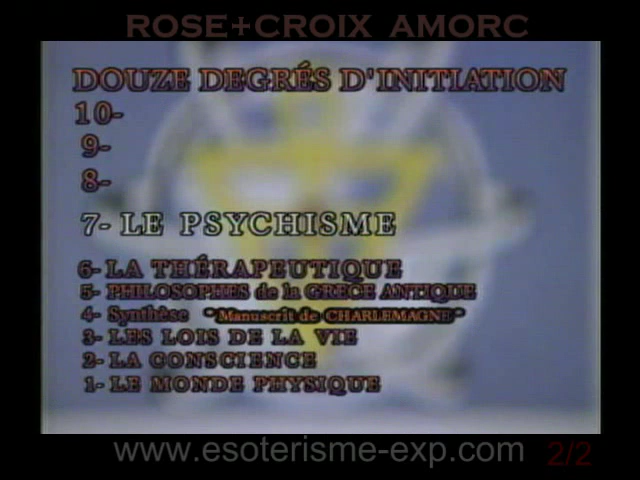 ROSE+CROIX AMORC
DOUZE DEGRÉS D'INITIATION
10-
9-
8-
7- LE PSYCHISME
6- LA THÉRAPEUTIQUE
5- PHILOSOPHES de la GRECE ANTIQUE
4- Synthèse "Manuscrit de CHARLEMAGNE"
3- LES LOIS DE LA VIE
2- LA CONSCIENCE
1- LE MONDE PHYSIQUE
www.esoterisme-exp.com 2/2